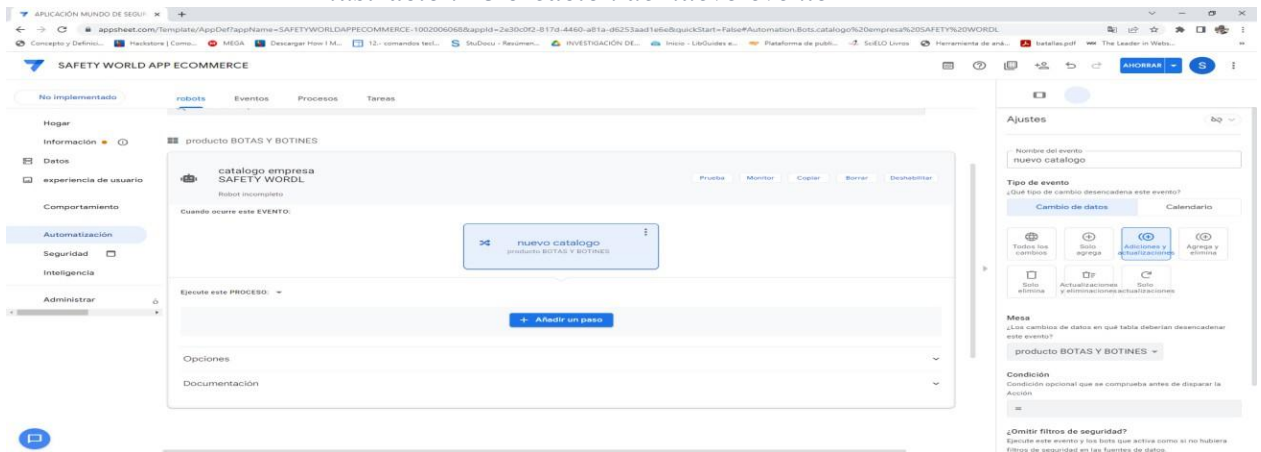 APLICACIÓN MUNDO DE SEGUR
appsheet.com/Template/AppDef?appName=SAFETYWORLDAPPECOMMERCE-1002006068&appId=2a30c0f2-817d-4460-a81a-d6253aad1e6e&quickStart=False#Automation.Bots.catalogo%20empresa%20SAFETY%20WORDL
Concepto y Definici...
Hackstore | Como...
MEGA
Descargar How I M...
12.- comandos tecl...
StuDocu - Resúmen...
INVESTIGACIÓN DE...
Inicio - LibGuides a...
Plataforma de publi...
SciELO Livros
Herramienta de aná...
batallas.pdf
The Leader in Webs...
SAFETY WORLD APP ECOMMERCE
AHORRAR
S
No implementado
robots Eventos Procesos Tareas
Hogar
Información
Datos
experiencia de usuario
Comportamiento
Automatización
Seguridad
Inteligencia
Administrar
producto BOTAS Y BOTINES
catalogo empresa
SAFETY WORDL
Robot incompleto
Prueba Monitor Copiar Borrar Deshabilitar
Cuando ocurre este EVENTO:
nuevo catalogo
producto BOTAS Y BOTINES
Ejecute este PROCESO:
+ Añadir un paso
Opciones
Documentación
Ajustes
Nombre del evento
nuevo catalogo
Tipo de evento
¿Qué tipo de cambio desencadena este evento?
Cambio de datos Calendario
Todos los cambios
Solo agrega
Adiciones y actualizaciones
Agrega y elimina
Solo elimina
Actualizaciones y eliminaciones
Solo actualizaciones
Mesa
¿Los cambios de datos en qué tabla deberían desencadenar
este evento?
producto BOTAS Y BOTINES
Condición
Condición opcional que se comprueba antes de disparar la
Acción
=
¿Omitir filtros de seguridad?
Ejecute este evento y los bots que activa como si no hubiera
filtros de seguridad en las fuentes de datos.